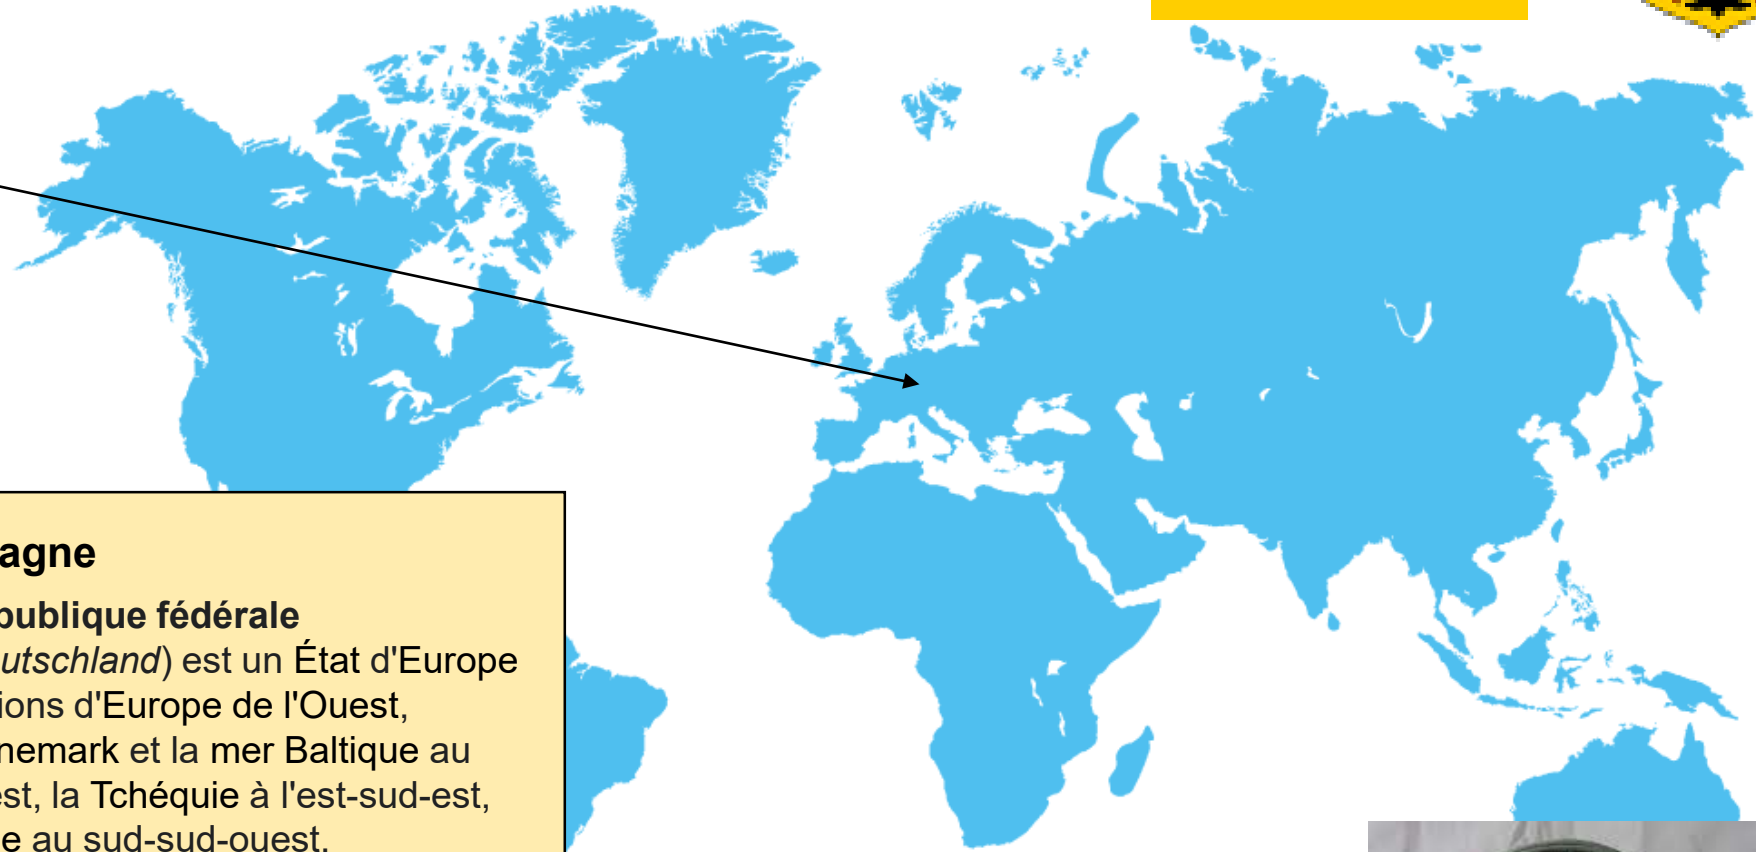 agne
publique fédérale
utschland) est un État d'Europe
ions d'Europe de l'Ouest,
nemark et la mer Baltique au
est, la Tchéquie à l'est-sud-est,
e au sud-sud-ouest,